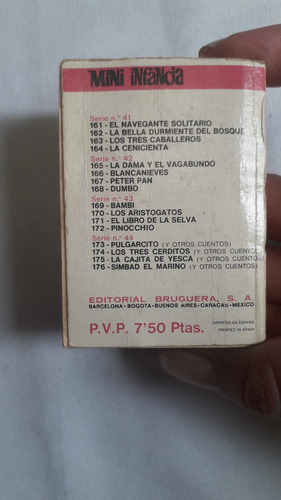 MINI INFANCIA
Serie n.º 41
161 - EL NAVEGANTE SOLITARIO
162 - LA BELLA DURMIENTE DEL BOSQUE
163 - LOS TRES CABALLEROS
164 - LA CENICIENTA
Serie n.º 42
165 - LA DAMA Y EL VAGABUNDO
166 - BLANCANIEVES
167 - PETER PAN
168 - DUMBO
Serie n.º 43
169 - BAMBI
170 - LOS ARISTOGATOS
171 - EL LIBRO DE LA SELVA
172 - PINOCCHIO
Serie n.º 44
173 - PULGARCITO (Y OTROS CUENTOS)
174 - LOS TRES CERDITOS (Y OTROS CUENTOS)
175 - LA CAJITA DE YESCA (Y OTROS CUENTOS)
176 - SIMBAD EL MARINO (Y OTROS CUENTOS)
EDITORIAL BRUGUERA, S. A.
BARCELONA - BOGOTA - BUENOS AIRES - CARACAS - MEXICO
P.V.P. 7'50 Ptas.
IMPRESO EN ESPAÑA
PRINTED IN SPAIN